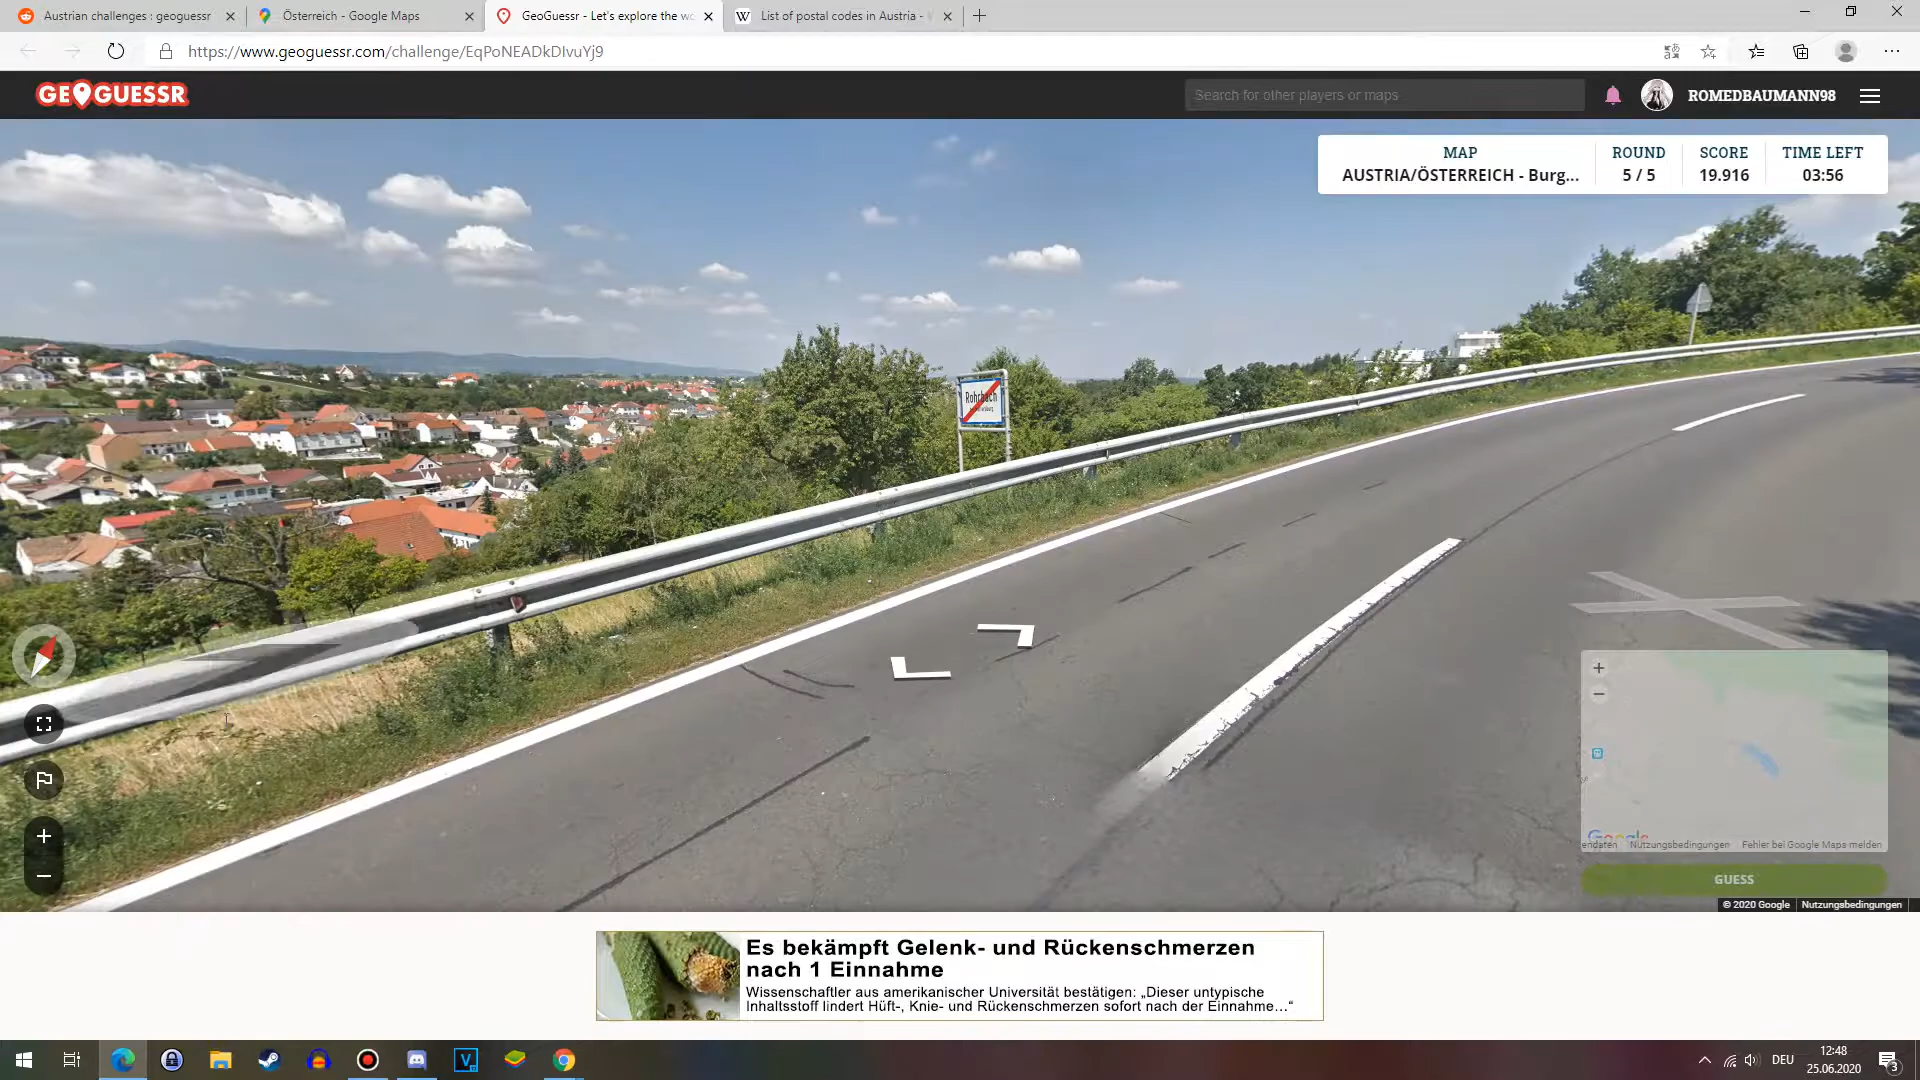 Austrian challenges : geoguessr
Österreich - Google Maps
GeoGuessr - Let's explore the wo
List of postal codes in Austria -
https://www.geoguessr.com/challenge/EqPoNEADkDIvuYj9
GEOGUESSR
Search for other players or maps
ROMEDBAUMANN98
MAP
AUSTRIA/ÖSTERREICH - Burg...
ROUND
5 / 5
SCORE
19.916
TIME LEFT
03:56
Rohrbach
Google
endaten
Nutzungsbedingungen
Fehler bei Google Maps melden
GUESS
© 2020 Google
Nutzungsbedingungen
Es bekämpft Gelenk- und Rückenschmerzen
nach 1 Einnahme
Wissenschaftler aus amerikanischer Universität bestätigen: „Dieser untypische
Inhaltsstoff lindert Hüft-, Knie- und Rückenschmerzen sofort nach der Einnahme...“
DEU
12:48
25.06.2020
3